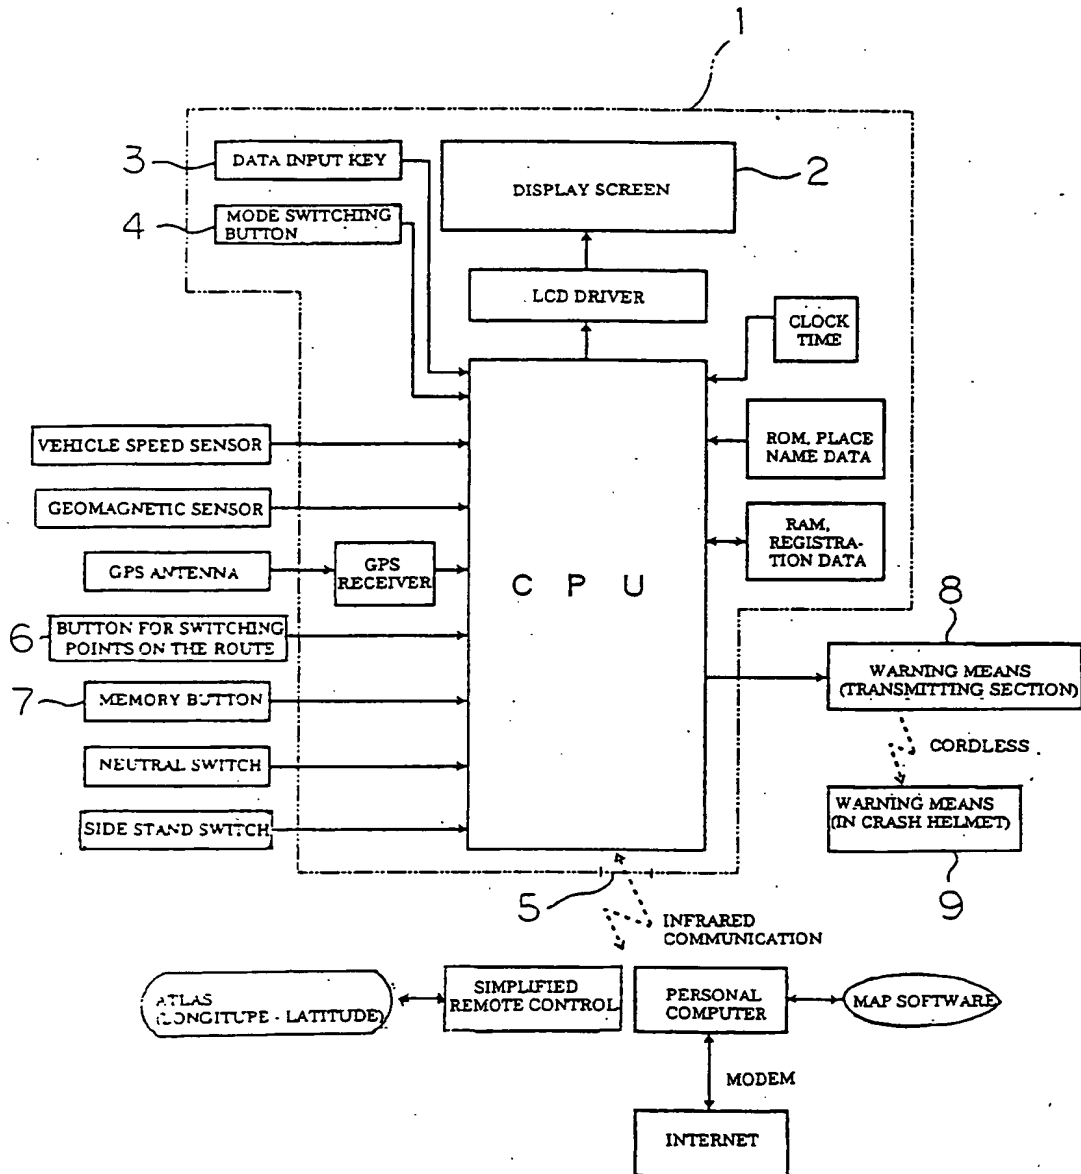 1
3
DATA INPUT KEY
DISPLAY SCREEN
2
4
MODE SWITCHING
BUTTON
LCD DRIVER
CLOCK
TIME
VEHICLE SPEED SENSOR
ROM, PLACE
NAME DATA
GEOMAGNETIC SENSOR
RAM,
REGISTRA-
TION DATA
GPS ANTENNA
GPS
RECEIVER
C P U
6
BUTTON FOR SWITCHING
POINTS ON THE ROUTE
8
WARNING MEANS
(TRANSMITTING SECTION)
7
MEMORY BUTTON
CORDLESS
NEUTRAL SWITCH
WARNING MEANS
(IN CRASH HELMET)
SIDE STAND SWITCH
9
5
INFRARED
COMMUNICATION
ATLAS
(LONGITUPE - LATITUDE)
SIMPLIFIED
REMOTE CONTROL
PERSONAL
COMPUTER
MAP SOFTWARE
MODEM
INTERNET